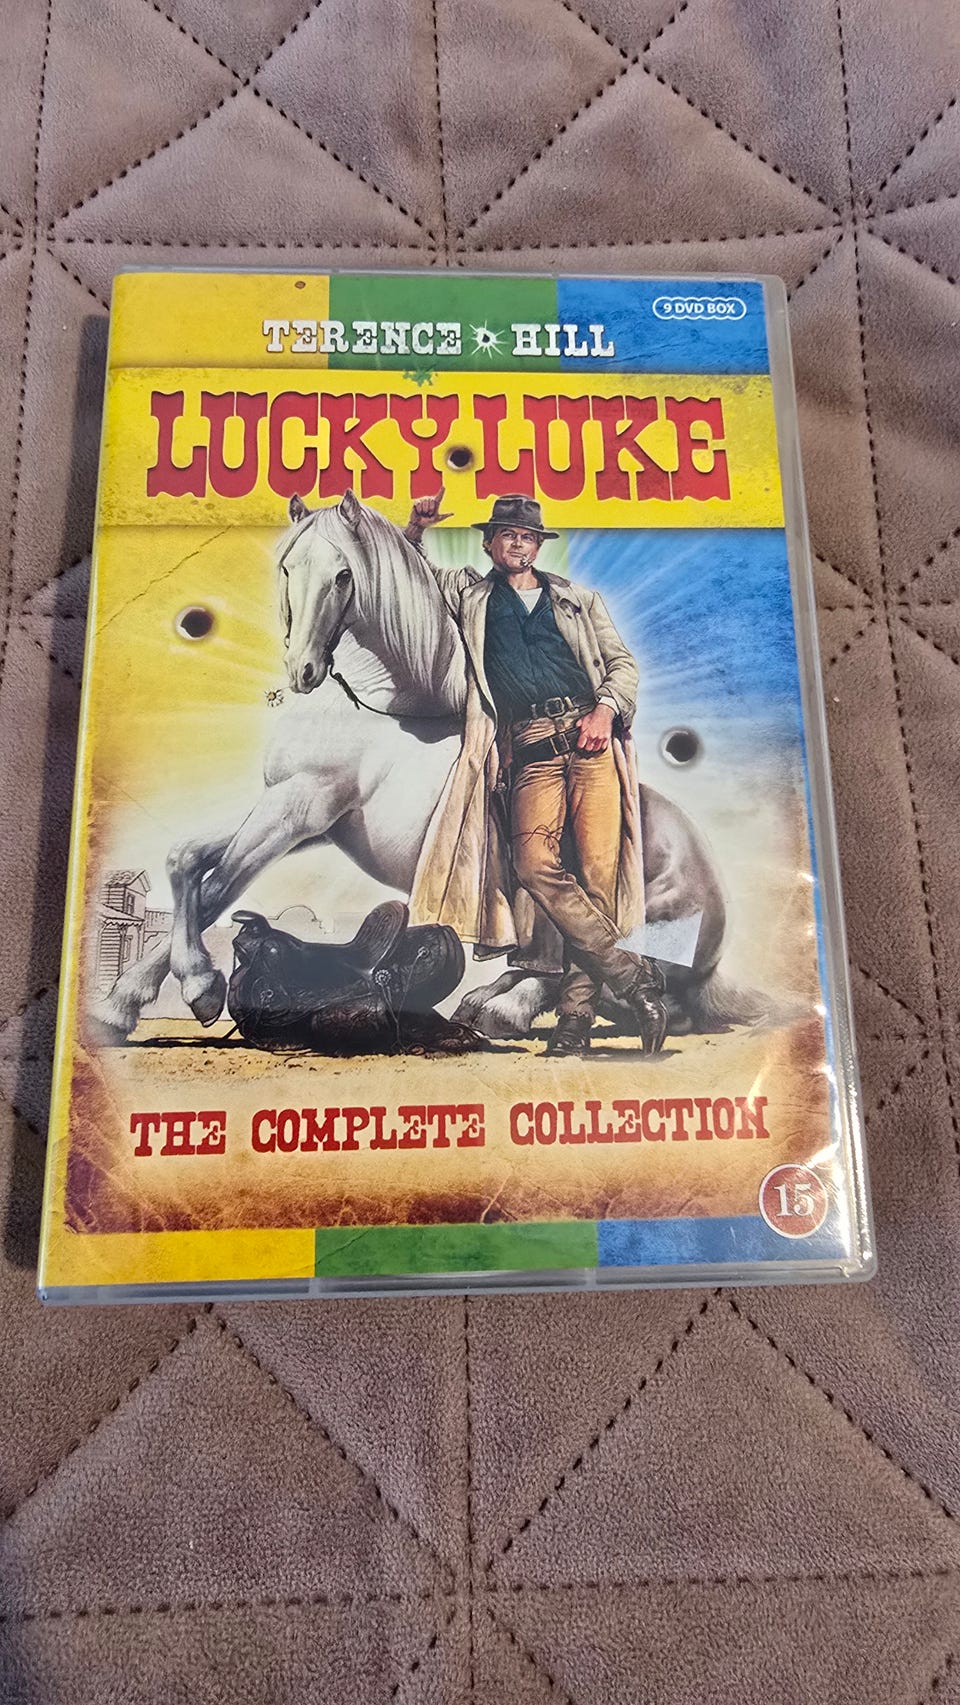 9 DVD BOX
TERENCE HILL
LUCKY LUKE
THE COMPLETE COLLECTION
15